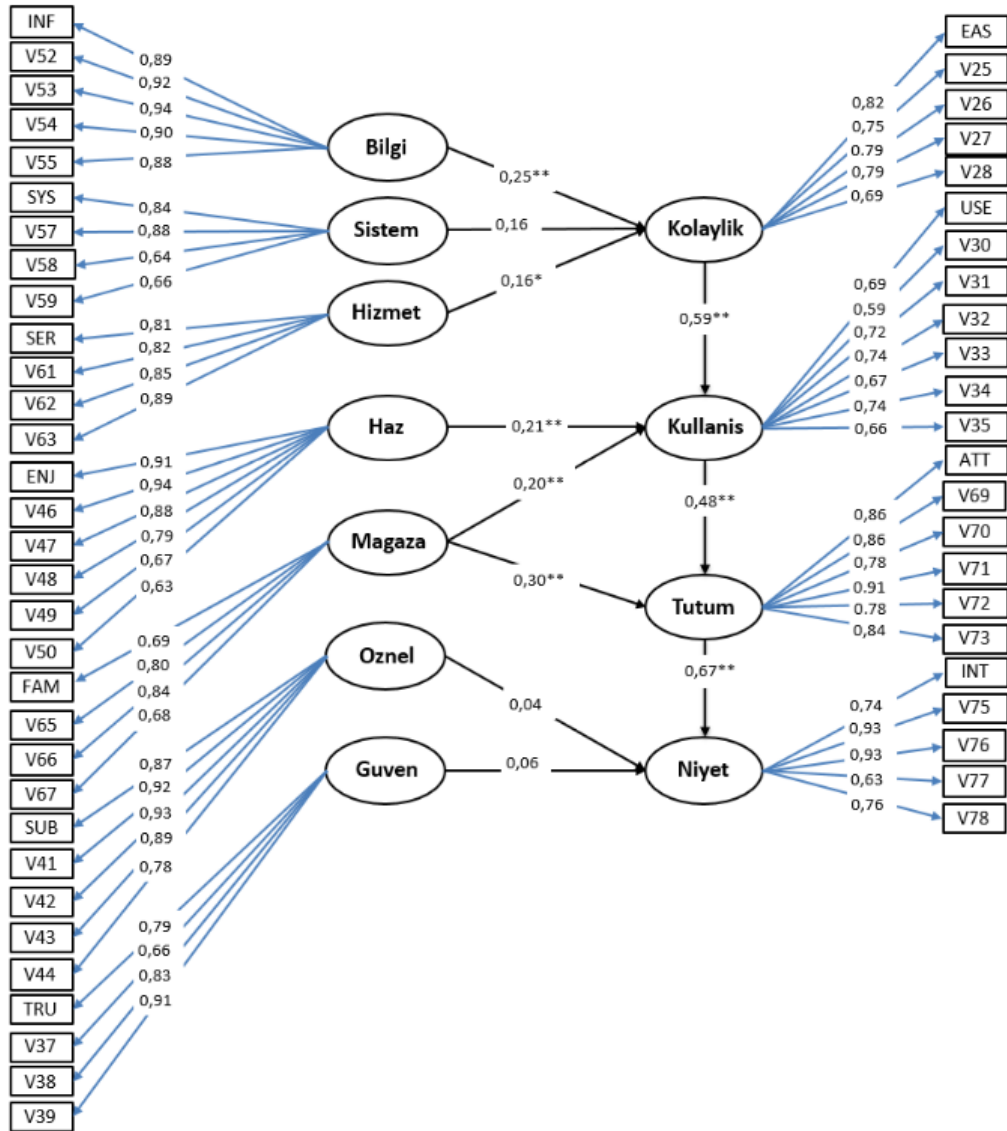 INF
V52
V53
V54
V55
SYS
V57
V58
V59
SER
V61
V62
V63
ENJ
V46
V47
V48
V49
V50
FAM
V65
V66
V67
SUB
V41
V42
V43
V44
TRU
V37
V38
V39
0,89
0,92
0,94
0,90
0,88
0,84
0,88
0,64
0,66
0,81
0,82
0,85
0,89
0,91
0,94
0,88
0,79
0,67
0,63
0,69
0,80
0,84
0,68
0,87
0,92
0,93
0,89
0,78
0,79
0,66
0,83
0,91
Bilgi
Sistem
Hizmet
Haz
Magaza
Oznel
Guven
0,25**
0,16
0,16*
0,21**
0,20**
0,30**
0,04
0,06
Kolaylik
0,59**
Kullanis
0,48**
Tutum
0,67**
Niyet
0,82
0,75
0,79
0,79
0,69
0,69
0,59
0,72
0,74
0,67
0,74
0,66
0,86
0,86
0,78
0,91
0,78
0,84
0,74
0,93
0,93
0,63
0,76
EAS
V25
V26
V27
V28
USE
V30
V31
V32
V33
V34
V35
ATT
V69
V70
V71
V72
V73
INT
V75
V76
V77
V78